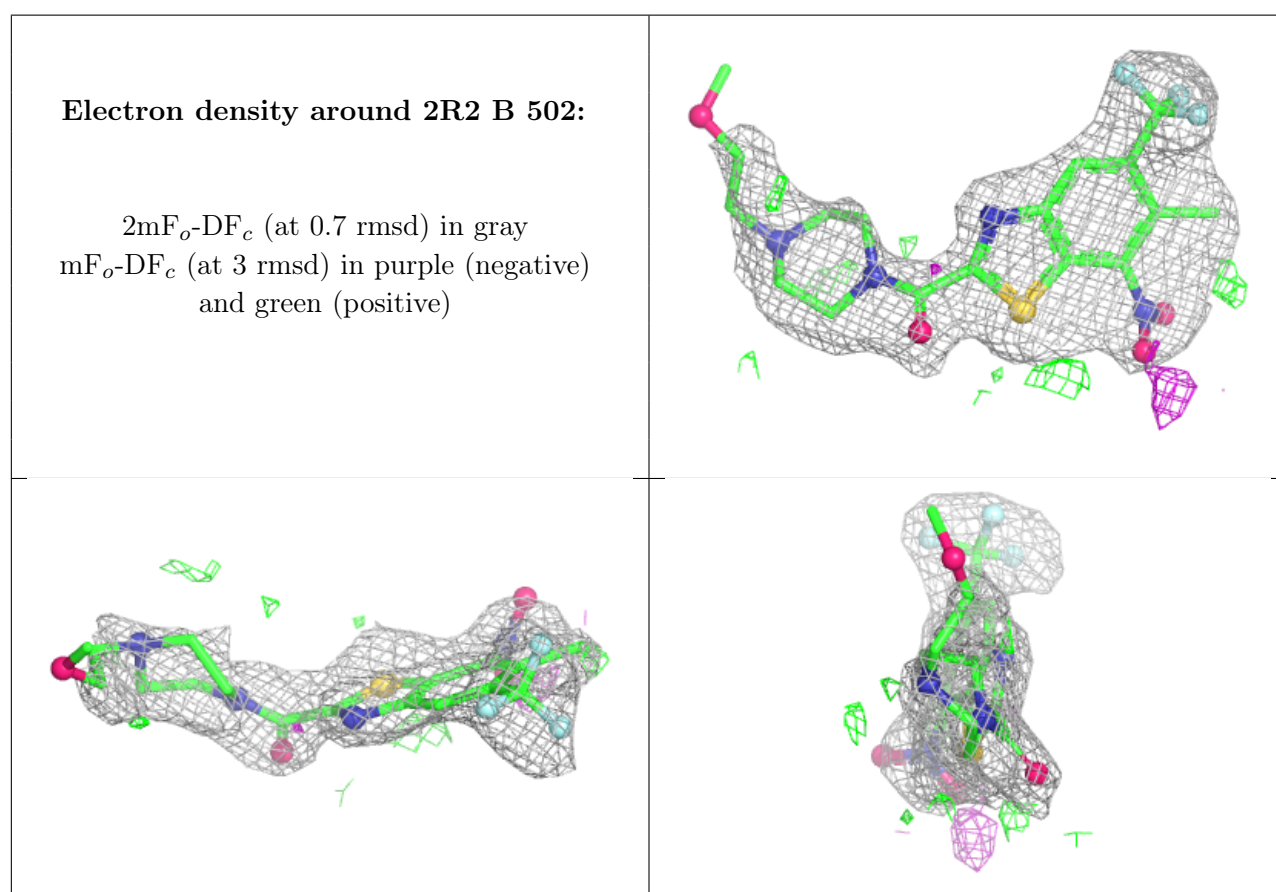 Electron density around 2R2 B 502:
2mFo-DFc (at 0.7 rmsd) in gray
mFo-DFc (at 3 rmsd) in purple (negative)
and green (positive)